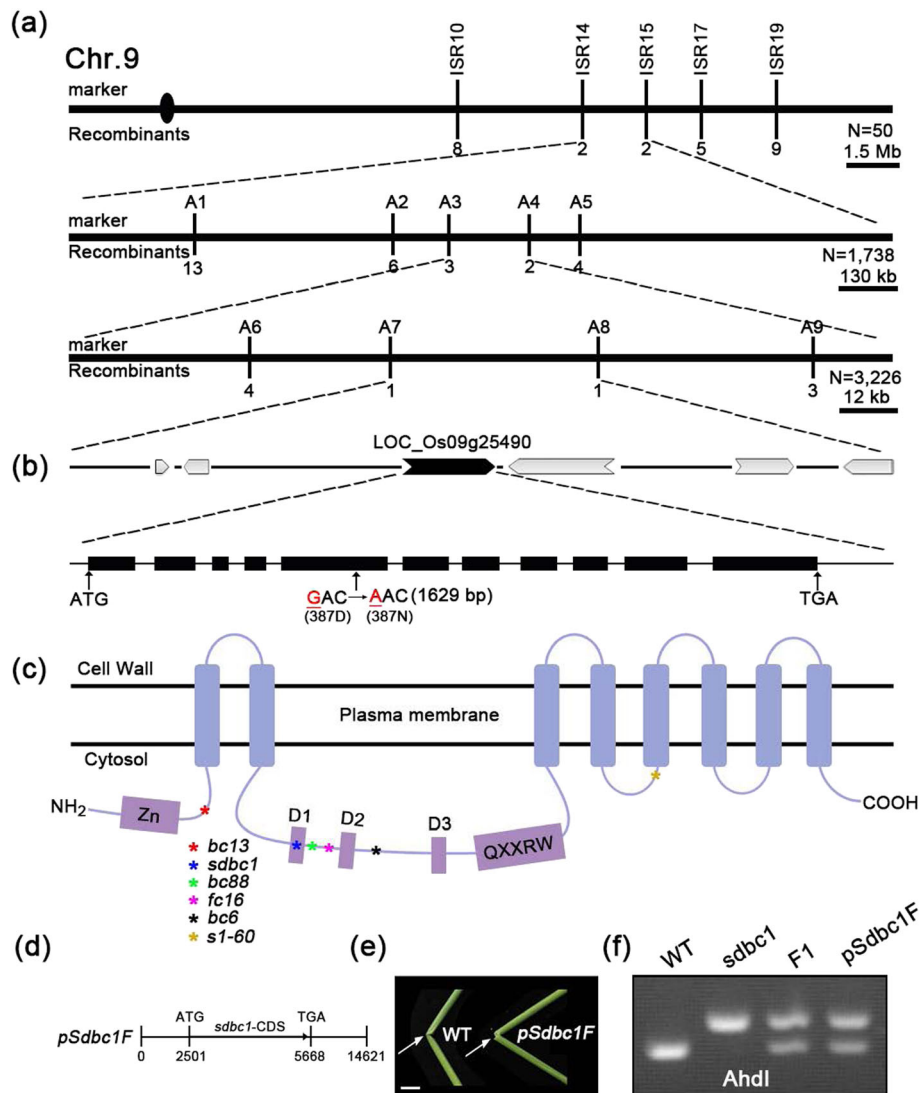 (a)
Chr.9
ISR10 ISR14 ISR15 ISR17 ISR19
marker
Recombinants
8 2 2 5 9
N=50
1.5 Mb
A1 A2 A3 A4 A5
marker
Recombinants
13 6 3 2 4
N=1,738
130 kb
A6 A7 A8 A9
marker
Recombinants
4 1 1 3
N=3,226
12 kb
LOC_Os09g25490
(b)
ATG GAC→AAC (1629 bp) TGA
(387D) (387N)
(c)
Cell Wall
Plasma membrane
Cytosol
NH2 Zn D1 D2 D3 QXXRW COOH
* bc13
* sdbc1
* bc88
* fc16
* bc6
* s1-60
(d)
ATG sdbc1-CDS TGA
pSdbc1F
0 2501 5668 14621
(e)
WT pSdbc1F
(f)
WT sdbc1 F1 pSdbc1F
AhdI